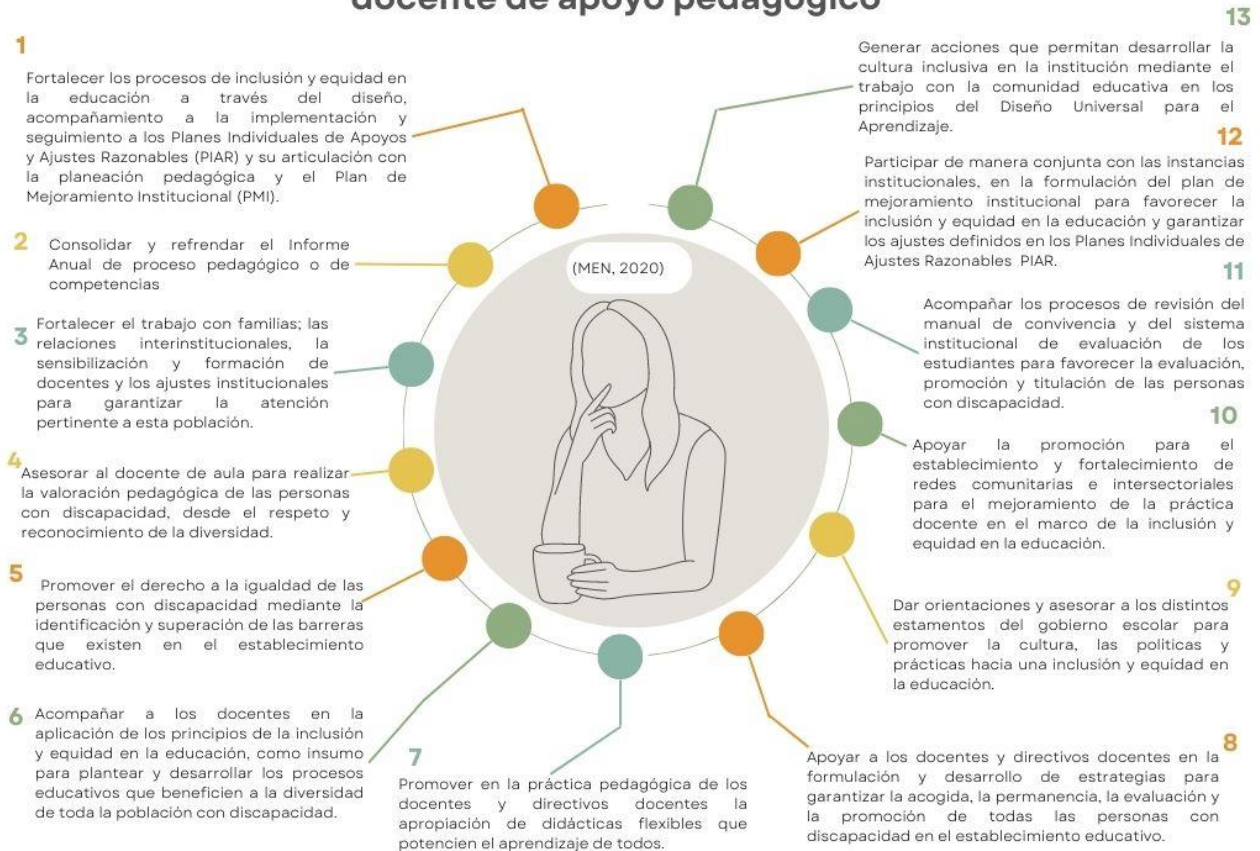 docente de apoyo pedagógico
1
Fortalecer los procesos de inclusión y equidad en
la educación a través del diseño,
acompañamiento a la implementación y
seguimiento a los Planes Individuales de Apoyos
y Ajustes Razonables (PIAR) y su articulación con
la planeación pedagógica y el Plan de
Mejoramiento Institucional (PMI).
2
Consolidar y refrendar el Informe
Anual de proceso pedagógico o de
competencias
3
Fortalecer el trabajo con familias; las
relaciones interinstitucionales, la
sensibilización y formación de
docentes y los ajustes institucionales
para garantizar la atención
pertinente a esta población.
4
Asesorar al docente de aula para realizar
la valoración pedagógica de las personas
con discapacidad, desde el respeto y
reconocimiento de la diversidad.
5
Promover el derecho a la igualdad de las
personas con discapacidad mediante la
identificación y superación de las barreras
que existen en el establecimiento
educativo.
6
Acompañar a los docentes en la
aplicación de los principios de la inclusión
y equidad en la educación, como insumo
para plantear y desarrollar los procesos
educativos que beneficien a la diversidad
de toda la población con discapacidad.
7
Promover en la práctica pedagógica de los
docentes y directivos docentes la
apropiación de didácticas flexibles que
potencien el aprendizaje de todos.
8
Apoyar a los docentes y directivos docentes en la
formulación y desarrollo de estrategias para
garantizar la acogida, la permanencia, la evaluación y
la promoción de todas las personas con
discapacidad en el establecimiento educativo.
9
Dar orientaciones y asesorar a los distintos
estamentos del gobierno escolar para
promover la cultura, las políticas y
prácticas hacia una inclusión y equidad en
la educación.
10
Apoyar la promoción para el
establecimiento y fortalecimiento de
redes comunitarias e intersectoriales
para el mejoramiento de la práctica
docente en el marco de la inclusión y
equidad en la educación.
11
Acompañar los procesos de revisión del
manual de convivencia y del sistema
institucional de evaluación de los
estudiantes para favorecer la evaluación,
promoción y titulación de las personas
con discapacidad.
12
Participar de manera conjunta con las instancias
institucionales, en la formulación del plan de
mejoramiento institucional para favorecer la
inclusión y equidad en la educación y garantizar
los ajustes definidos en los Planes Individuales de
Ajustes Razonables PIAR.
13
Generar acciones que permitan desarrollar la
cultura inclusiva en la institución mediante el
trabajo con la comunidad educativa en los
principios del Diseño Universal para el
Aprendizaje.
(MEN, 2020)